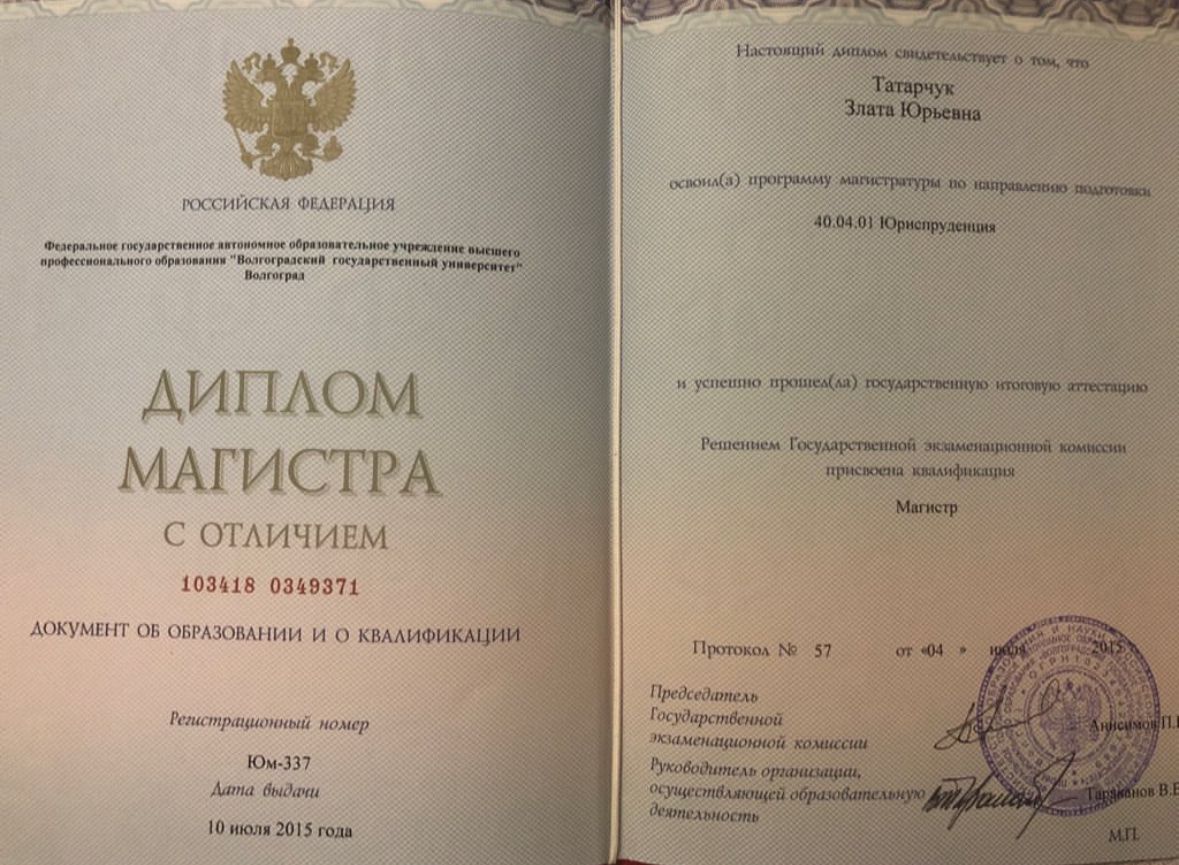 РОССИЙСКАЯ ФЕДЕРАЦИЯ
Федеральное государственное автономное образовательное учреждение высшего
профессионального образования "Волгоградский государственный университет"
Волгоград
ДИПЛОМ
МАГИСТРА
С ОТЛИЧИЕМ
103418 0349371
ДОКУМЕНТ ОБ ОБРАЗОВАНИИ И О КВАЛИФИКАЦИИ
Регистрационный номер
Юм-337
Дата выдачи
10 июля 2015 года
Настоящий диплом свидетельствует о том, что
Татарчук
Злата Юрьевна
освоил(а) программу магистратуры по направлению подготовки
40.04.01 Юриспруденция
и успешно прошел(ла) государственную итоговую аттестацию
Решением Государственной экзаменационной комиссии
присвоена квалификация
Магистр
Протокол № 57 от «04 » июля 2015
Председатель
Государственной
экзаменационной комиссии
Анисимов П.
Руководитель организации,
осуществляющей образовательную
деятельность
Тараканов В.
М.П.